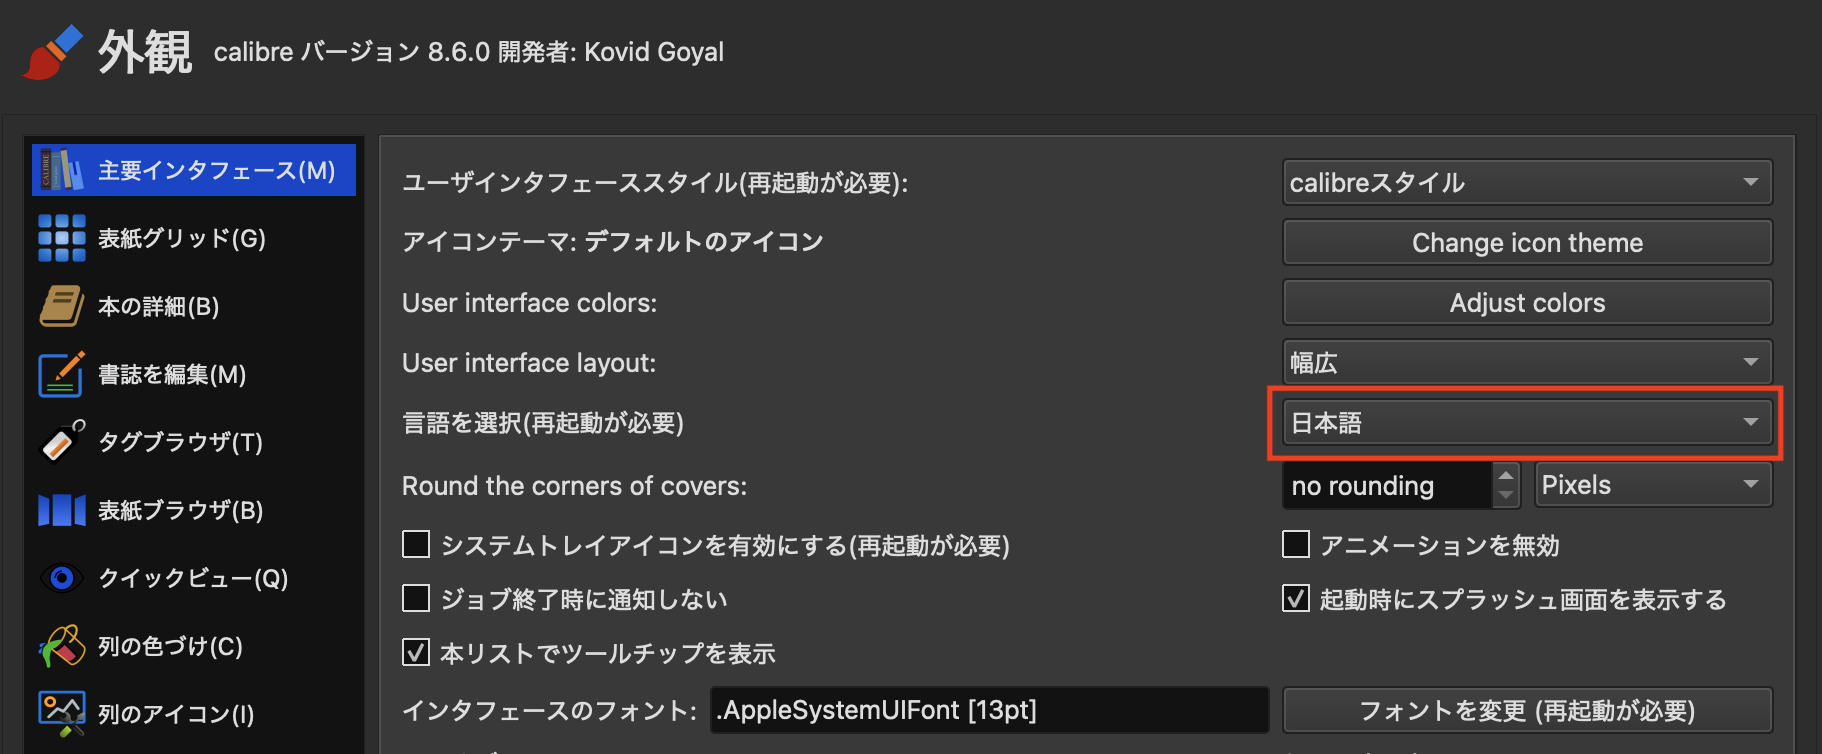 外観 calibre バージョン 8.6.0 開発者: Kovid Goyal
主要インタフェース(M)
表紙グリッド(G)
本の詳細(B)
書誌を編集(M)
タグブラウザ(T)
表紙ブラウザ(B)
クイックビュー(Q)
列の色づけ(C)
列のアイコン(I)
ユーザインタフェーススタイル(再起動が必要): calibreスタイル
アイコンテーマ: デフォルトのアイコン Change icon theme
User interface colors: Adjust colors
User interface layout: 幅広
言語を選択(再起動が必要) 日本語
Round the corners of covers: no rounding Pixels
システムトレイアイコンを有効にする(再起動が必要) アニメーションを無効
ジョブ終了時に通知しない 起動時にスプラッシュ画面を表示する
本リストでツールチップを表示
インタフェースのフォント: .AppleSystemUIFont [13pt] フォントを変更 (再起動が必要)